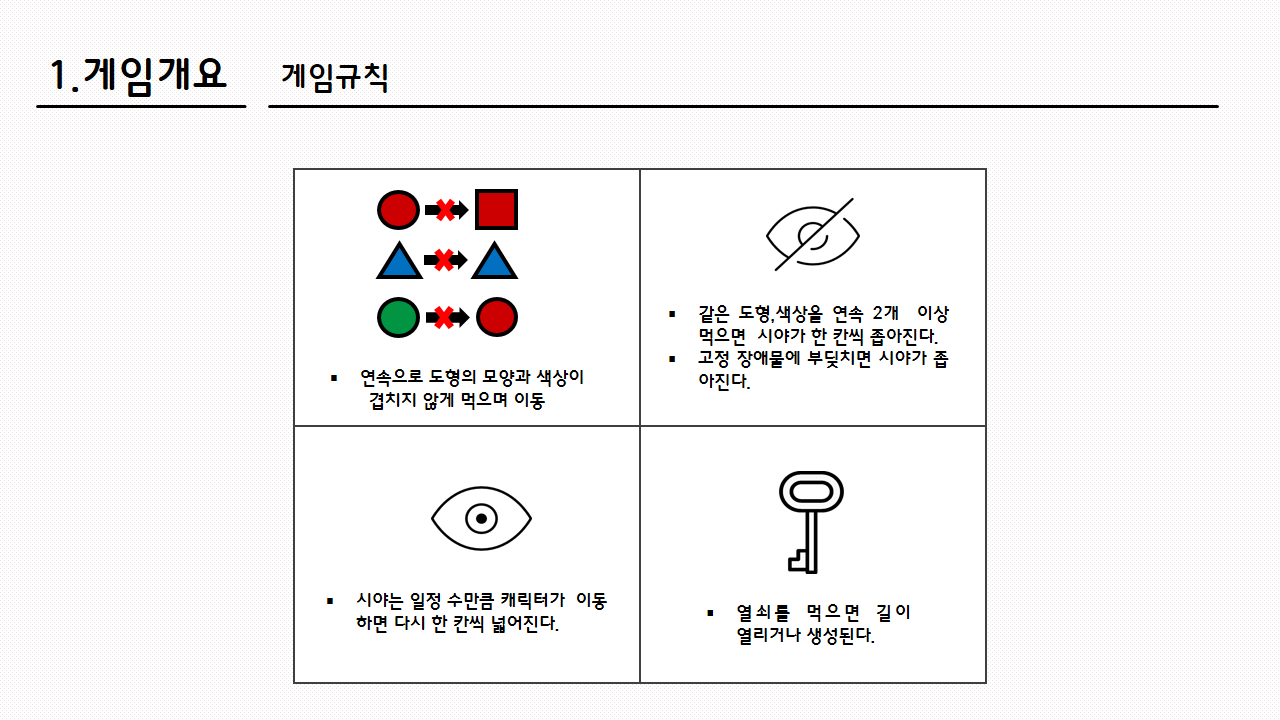 1.게임개요
게임규칙
▪ 연속으로 도형의 모양과 색상이
겹치지 않게 먹으며 이동
▪ 같은 도형,색상을 연속 2개 이상
먹으면 시야가 한 칸씩 좁아진다.
▪ 고정 장애물에 부딪치면 시야가 좁
아진다.
▪ 시야는 일정 수만큼 캐릭터가 이동
하면 다시 한 칸씩 넓어진다.
▪ 열쇠를 먹으면 길이
열리거나 생성된다.